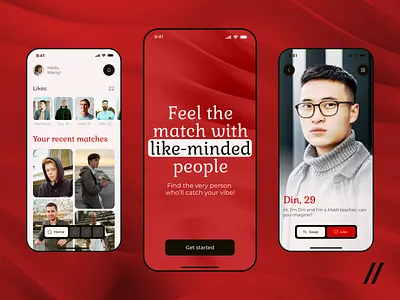 9:41
Hello,
Marry!
Likes 22
Your recent matches
Home
9:41
Feel the
match with
like-minded
people
Find the very person
who'll catch your vibe!
Get started
9:41
Din, 29
Hi, I'm Din and I'm a Math teacher, can
you imagine?
Swap
Like